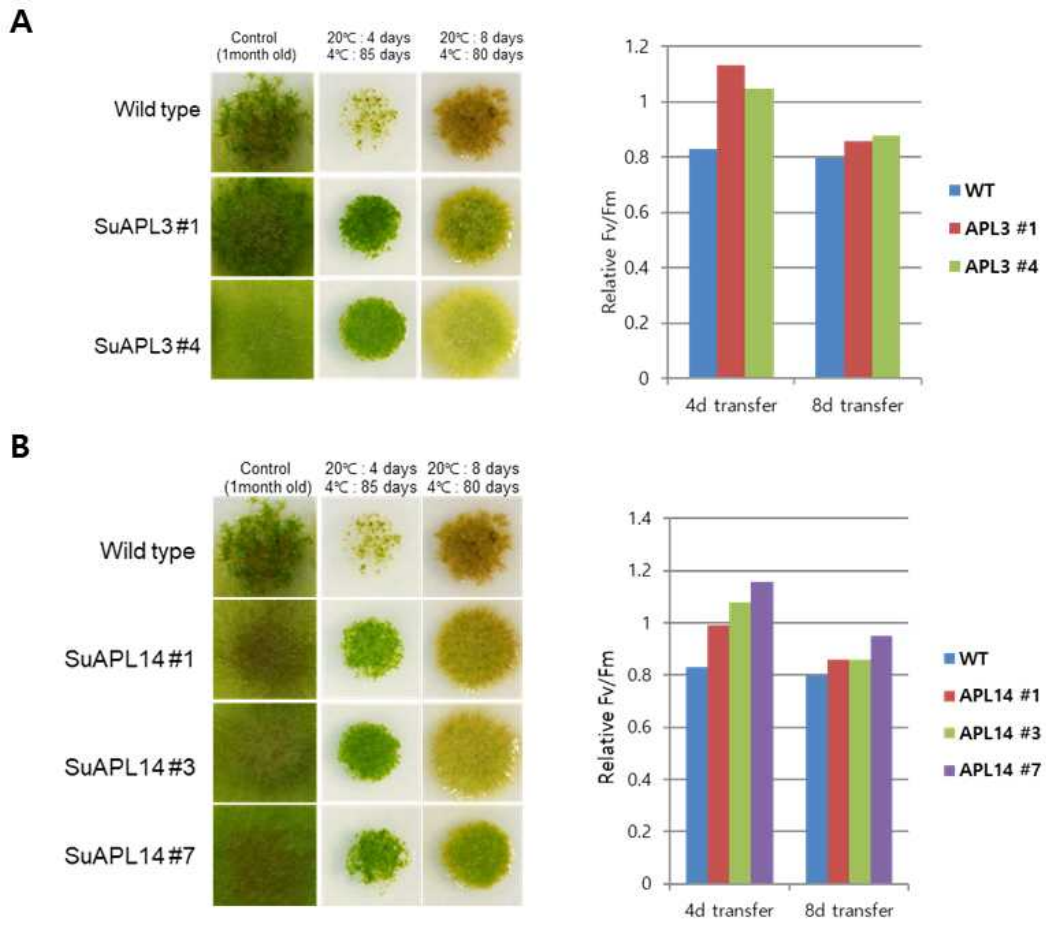 A
Control
(1month old)
20℃ : 4 days
4℃ : 85 days
20℃ : 8 days
4℃ : 80 days
Wild type
SuAPL3 #1
SuAPL3 #4
1.2
1
0.8
0.6
0.4
0.2
0
Relative Fv/Fm
4d transfer
8d transfer
WT
APL3 #1
APL3 #4
B
Control
(1month old)
20℃ : 4 days
4℃ : 85 days
20℃ : 8 days
4℃ : 80 days
Wild type
SuAPL14 #1
SuAPL14 #3
SuAPL14 #7
1.4
1.2
1
0.8
0.6
0.4
0.2
0
Relative Fv/Fm
4d transfer
8d transfer
WT
APL14 #1
APL14 #3
APL14 #7